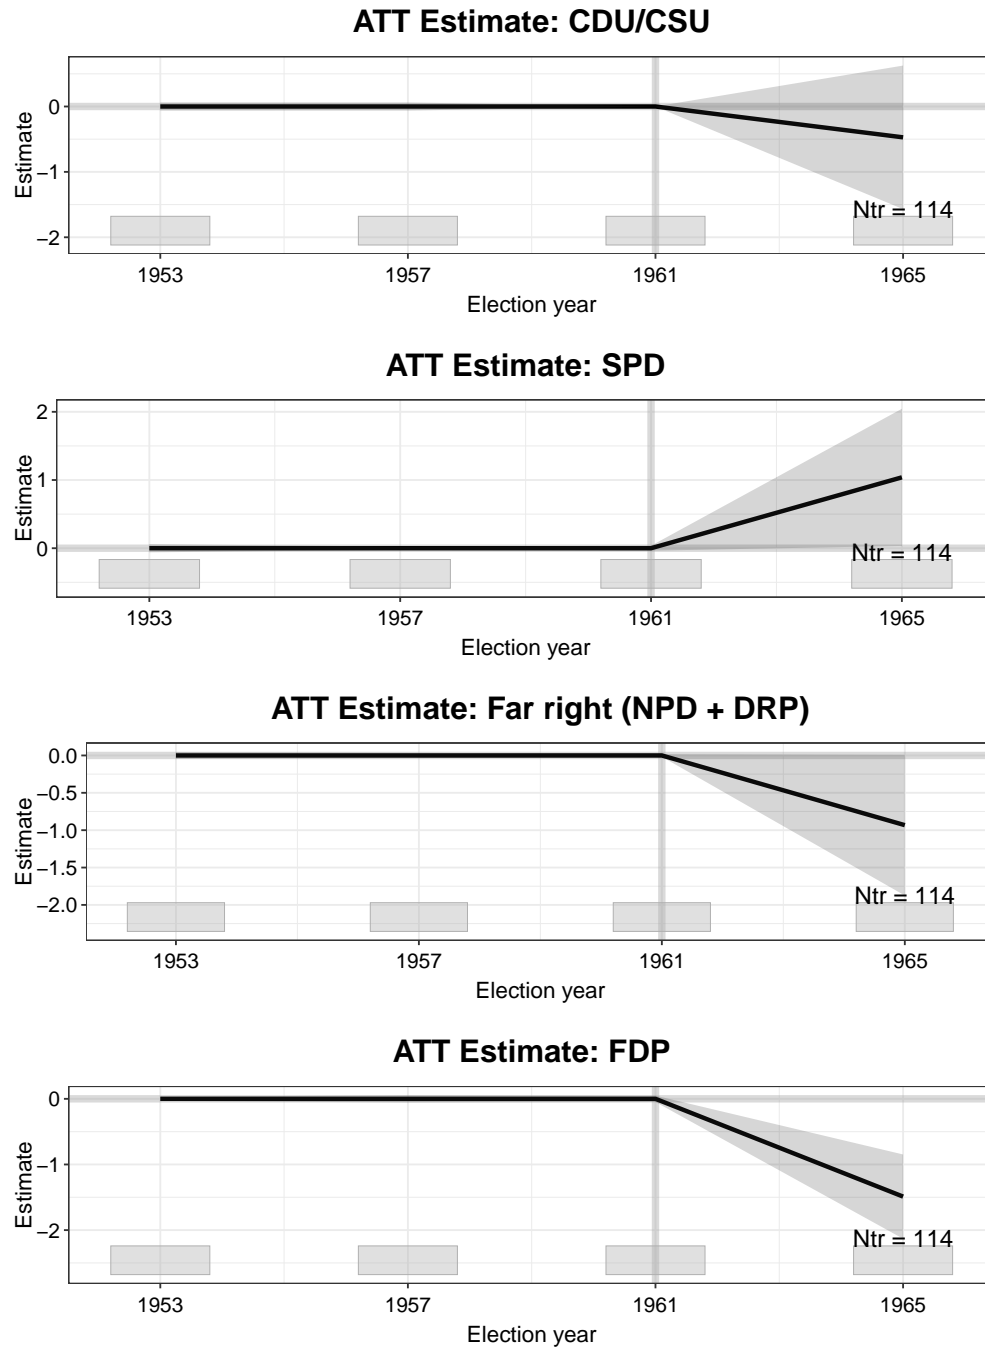 ATT Estimate: CDU/CSU
Estimate
0
−1
−2
Ntr = 114
1953 1957 1961 1965
Election year
ATT Estimate: SPD
Estimate
2
1
0
Ntr = 114
1953 1957 1961 1965
Election year
ATT Estimate: Far right (NPD + DRP)
Estimate
0.0
−0.5
−1.0
−1.5
−2.0
Ntr = 114
1953 1957 1961 1965
Election year
ATT Estimate: FDP
Estimate
0
−1
−2
Ntr = 114
1953 1957 1961 1965
Election year